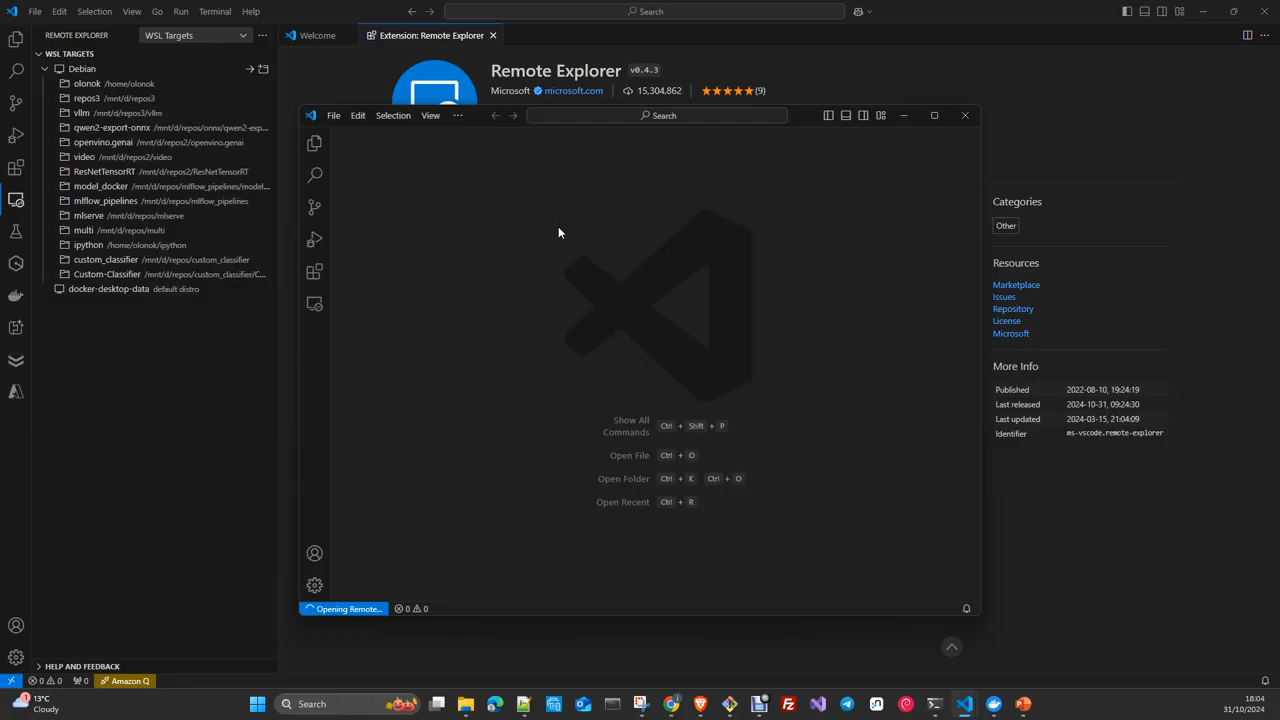 File Edit Selection View Go Run Terminal Help
Search
REMOTE EXPLORER
WSL Targets
Welcome
Extension: Remote Explorer
WSL TARGETS
Debian
olonok /home/olonok
repos3 /mnt/d/repos3
vllm /mnt/d/repos3/vllm
qwen2-export-onnx /mnt/d/repos/onnx/qwen2-exp...
openvino.genai /mnt/d/repos2/openvino.genai
video /mnt/d/repos2/video
ResNetTensorRT /mnt/d/repos2/ResNetTensorRT
model_docker /mnt/d/repos/mlflow_pipelines/model...
mlflow_pipelines /mnt/d/repos/mlflow_pipelines
mlserve /mnt/d/repos/mlserve
multi /mnt/d/repos/multi
ipython /home/olonok/ipython
custom_classifier /mnt/d/repos/custom_classifier
Custom-Classifier /mnt/d/repos/custom_classifier/C...
docker-desktop-data default distro
HELP AND FEEDBACK
Remote Explorer v0.4.3
Microsoft microsoft.com 15,304,862 (9)
File Edit Selection View
Search
Show All Commands Ctrl + Shift + P
Open File Ctrl + O
Open Folder Ctrl + K Ctrl + O
Open Recent Ctrl + R
Opening Remote... 0 0
Categories
Other
Resources
Marketplace
Issues
Repository
License
Microsoft
More Info
Published 2022-08-10, 19:24:19
Last released 2024-10-31, 09:24:30
Last updated 2024-03-15, 21:04:09
Identifier ms-vscode.remote-explorer
0 0 0 Amazon Q
1
13°C
Cloudy
Search
18:04
31/10/2024